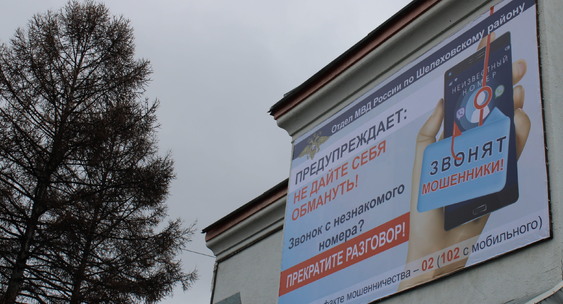 Отдел МВД России по Шелеховскому району
ПРЕДУПРЕЖДАЕТ:
НЕ ДАЙТЕ СЕБЯ
ОБМАНУТЬ!
Звонок с незнакомого
номера?
ПРЕКРАТИТЕ РАЗГОВОР!
факте мошенничества – 02 (102 с мобильного)
НЕИЗВЕСТНЫЙ
НОМЕР
ЗВОНЯТ
МОШЕННИКИ!